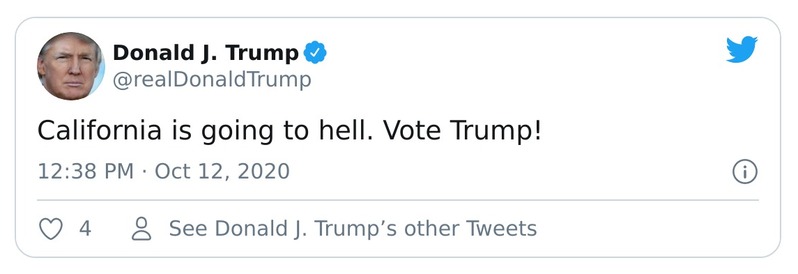 Donald J. Trump
@realDonaldTrump
California is going to hell. Vote Trump!
12:38 PM · Oct 12, 2020
4
See Donald J. Trump’s other Tweets